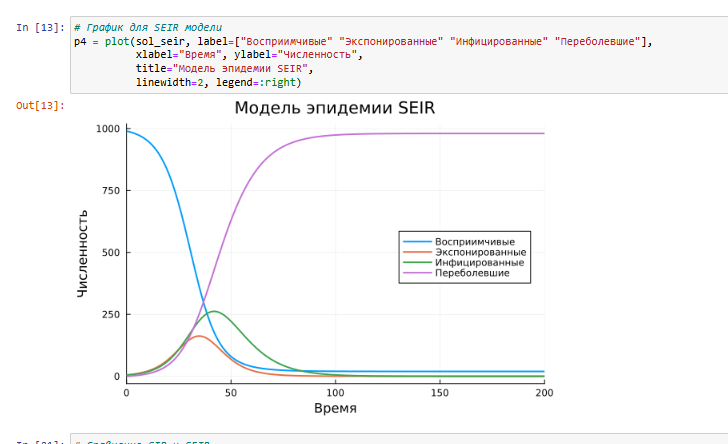 In [13]:
# График для SEIR модели
p4 = plot(sol_seir, label=["Восприимчивые" "Экспонированные" "Инфицированные" "Переболевшие"],
xlabel="Время", ylabel="Численность",
title="Модель эпидемии SEIR",
linewidth=2, legend=:right)
Out[13]:
Модель эпидемии SEIR
1000
750
500
250
0
Численность
Восприимчивые
Экспонированные
Инфицированные
Переболевшие
0 50 100 150 200
Время